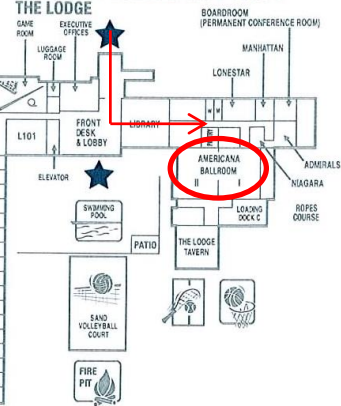 THE LODGE
GAME
ROOM
EXECUTIVE
OFFICES
LUGGAGE
ROOM
BOARDROOM
(PERMANENT CONFERENCE ROOM)
MANHATTAN
LONESTAR
L101
FRONT
DESK
& LOBBY
LIBRARY
ELEVATOR
AMERICANA
BALLROOM
II I
ADMIRALS
NIAGARA
SWIMMING
POOL
LOADING
DOCK C
ROPES
COURSE
PATIO
THE LODGE
TAVERN
SAND
VOLLEYBALL
COURT
FIRE
PIT